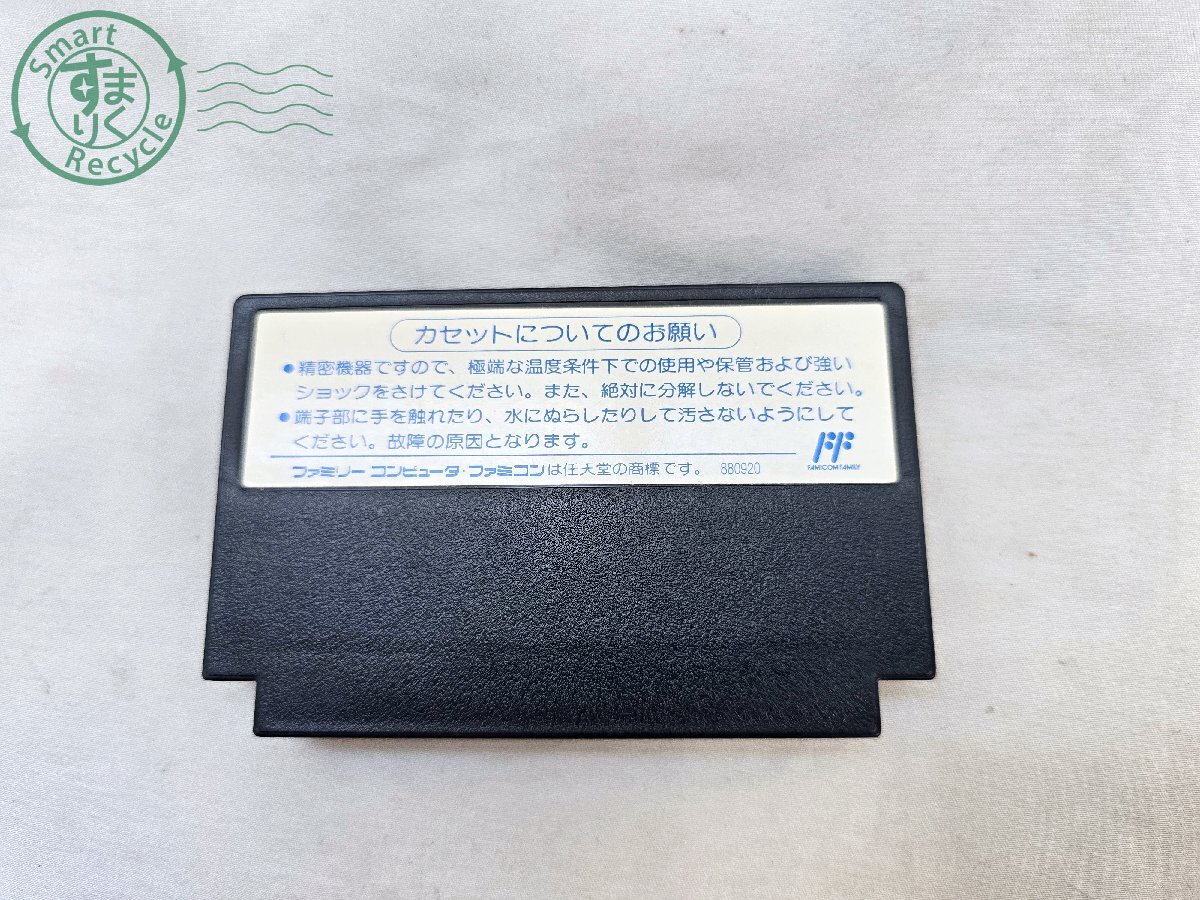 Smart
すまりく
Recycle
カセットについてのお願い
●精密機器ですので、極端な温度条件下での使用や保管および強い
ショックをさけてください。また、絶対に分解しないでください。
●端子部に手を触れたり、水にぬらしたりして汚さないようにして
ください。故障の原因となります。
FF
FAMICOM FAMILY
ファミリーコンピュータ・ファミコンは任天堂の商標です。 880920